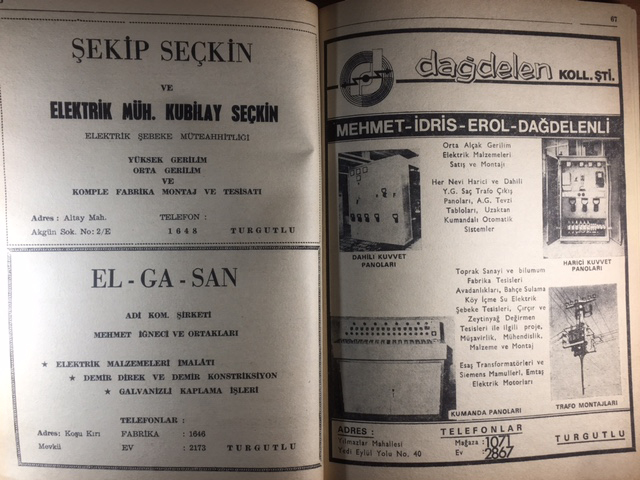 ŞEKİP SEÇKİN
VE
ELEKTRİK MÜH. KUBİLAY SEÇKİN
ELEKTRİK ŞEBEKE MÜTEAHHİTLİĞİ
YÜKSEK GERİLİM
ORTA GERİLİM
VE
KOMPLE FABRİKA MONTAJ VE TESİSATI
Adres : Altay Mah. TELEFON :
Akgün Sok. No: 2/E 1648 TURGUTLU
EL - GA - SAN
ADİ KOM. ŞİRKETİ
MEHMET İĞNECİ VE ORTAKLARI
★ ELEKTRİK MALZEMELERİ İMALÂTI
★ DEMİR DİREK VE DEMİR KONSTRİKSİYON
★ GALVANİZLİ KAPLAMA İŞLERİ
TELEFONLAR :
Adres: Koşu Kırı FABRİKA : 1646
Mevkii EV : 2173 TURGUTLU
67
dağdelen KOLL. ŞTİ.
MEHMET-İDRİS-EROL-DAĞDELENLİ
Orta Alçak Gerilim
Elektrik Malzemeleri
Satış ve Montajı
Her Nevi Harici ve Dahili
Y.G. Saç Trafo Çıkış
Panoları, A.G. Tevzi
Tabloları, Uzaktan
Kumandalı Otomatik
Sistemler
DAHİLİ KUVVET
PANOLARI
HARİCİ KUVVET
PANOLARI
Toprak Sanayi ve bilumum
Fabrika Tesisleri
Avadanlıkları, Bahçe Sulama
Köy İçme Su Elektrik
Şebeke Tesisleri, Çırçır ve
Zeytinyağ Değirmen
Tesisleri ile ilgili proje,
Müşavirlik, Mühendislik,
Malzeme ve Montaj
Esaş Transformatörleri ve
Siemens Mamulleri, Emtaş
Elektrik Motorları
KUMANDA PANOLARI
TRAFO MONTAJLARI
ADRES :
Yılmazlar Mahallesi
Yedi Eylül Yolu No. 40
TELEFONLAR
Mağaza : 1071
Ev : 2867
TURGUTLU